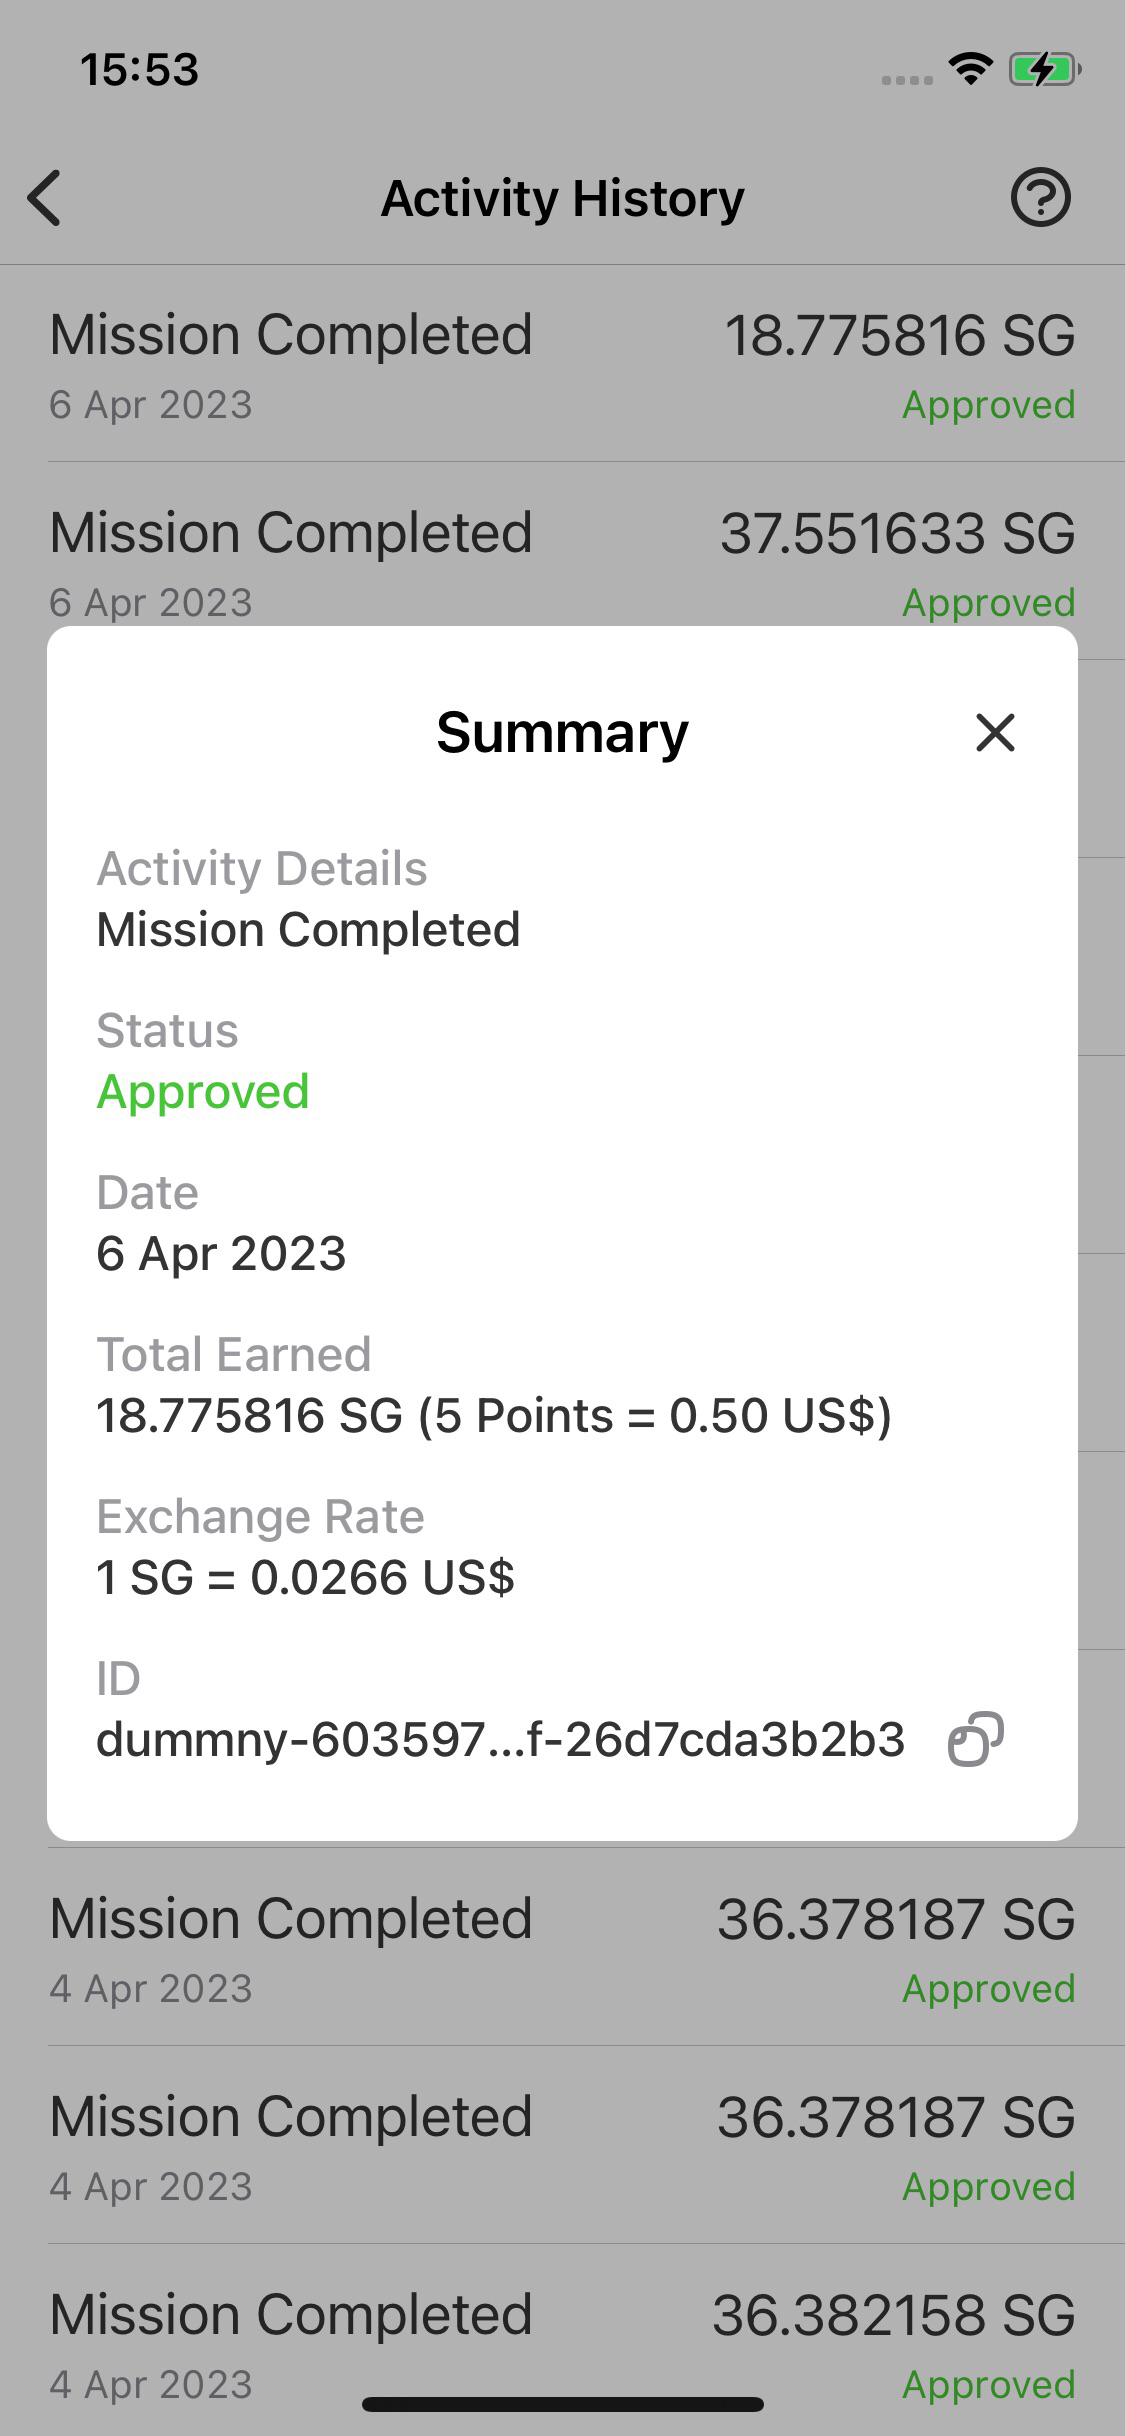 15:53
Activity History
Mission Completed 18.775816 SG
6 Apr 2023 Approved
Mission Completed 37.551633 SG
6 Apr 2023 Approved
Summary
Activity Details
Mission Completed
Status
Approved
Date
6 Apr 2023
Total Earned
18.775816 SG (5 Points = 0.50 US$)
Exchange Rate
1 SG = 0.0266 US$
ID
dummny-603597...f-26d7cda3b2b3
Mission Completed 36.378187 SG
4 Apr 2023 Approved
Mission Completed 36.378187 SG
4 Apr 2023 Approved
Mission Completed 36.382158 SG
4 Apr 2023 Approved